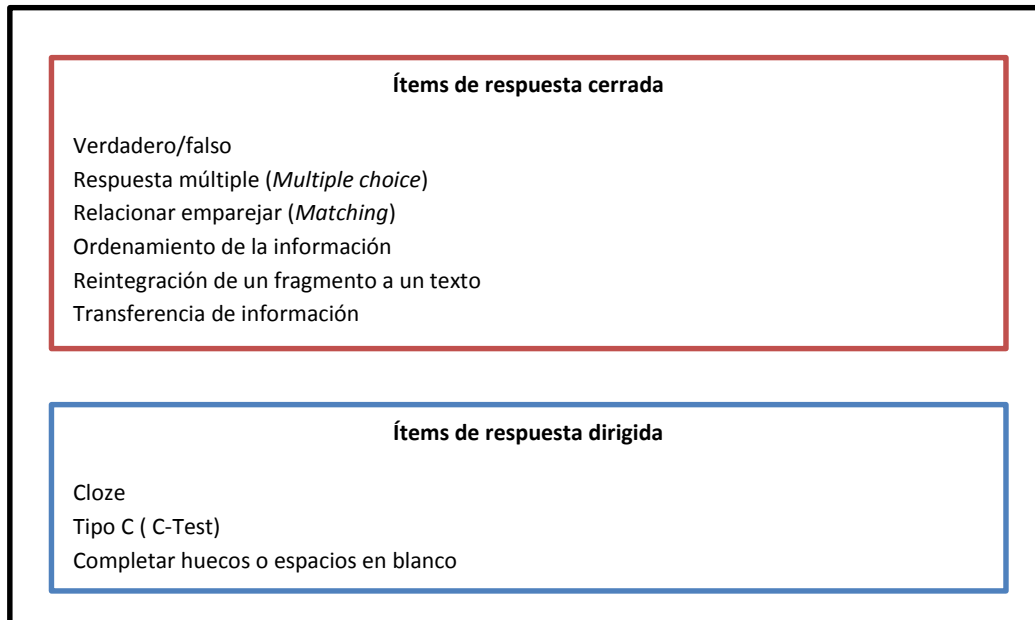 Ítems de respuesta cerrada
Verdadero/falso
Respuesta múltiple (Multiple choice)
Relacionar emparejar (Matching)
Ordenamiento de la información
Reintegración de un fragmento a un texto
Transferencia de información
Ítems de respuesta dirigida
Cloze
Tipo C ( C-Test)
Completar huecos o espacios en blanco